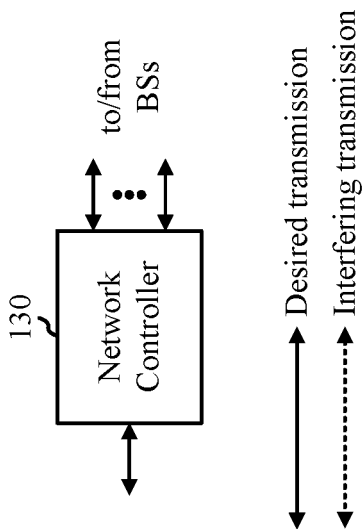 130
Network
Controller
to/from
BSs
Desired transmission
Interfering transmission